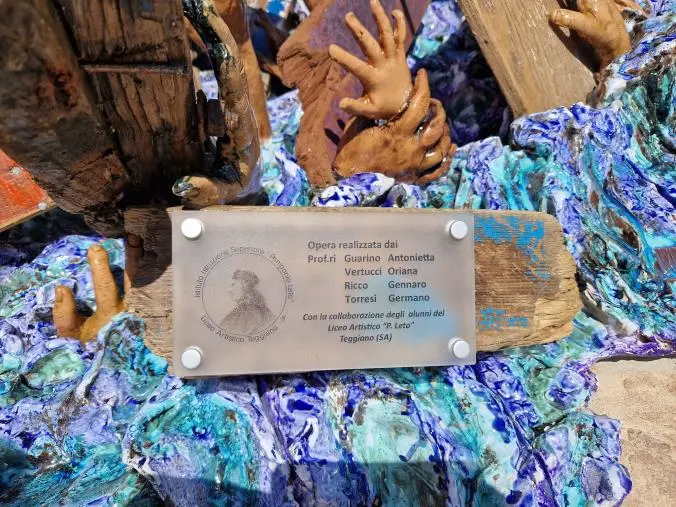 Istituto Istruzione Superiore "Pomponio Leto"
Liceo Artistico Teggiano
Opera realizzata dai
Prof.ri Guarino Antonietta
Vertucci Oriana
Ricco Gennaro
Torresi Germano
Con la collaborazione degli alunni del
Liceo Artistico "P. Leto"
Teggiano (SA)